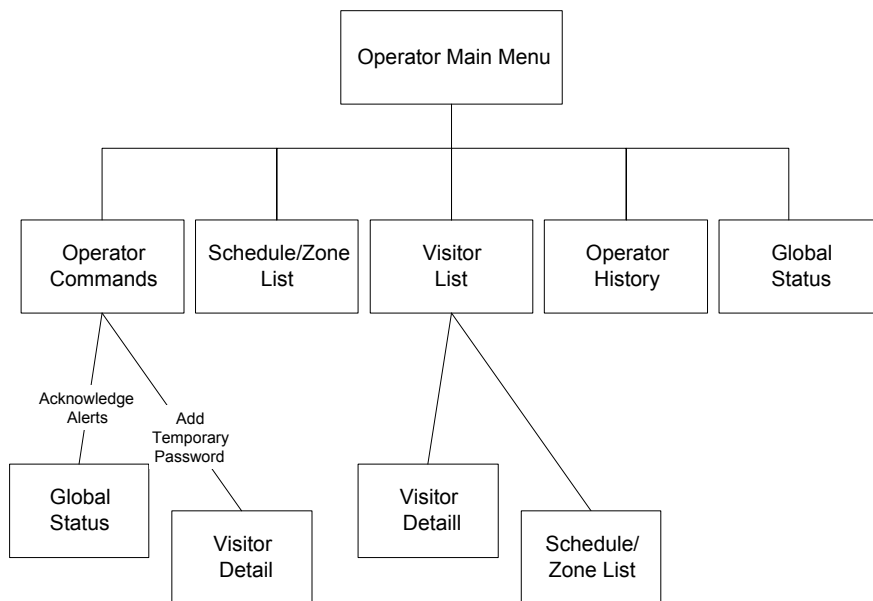 Operator Main Menu
Operator
Commands
Schedule/Zone
List
Visitor
List
Operator
History
Global
Status
Acknowledge
Alerts
Add
Temporary
Password
Global
Status
Visitor
Detail
Visitor
Detaill
Schedule/
Zone List